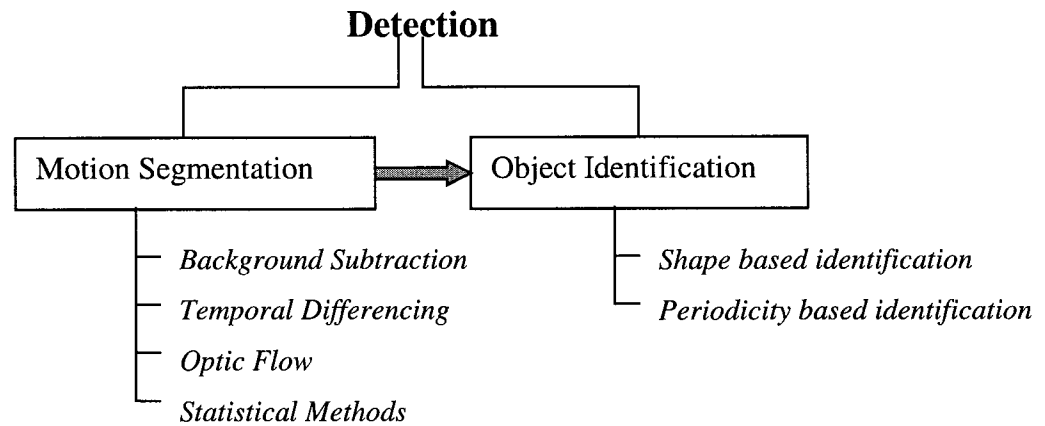 Detection
Motion Segmentation
Object Identification
Background Subtraction
Temporal Differencing
Optic Flow
Statistical Methods
Shape based identification
Periodicity based identification